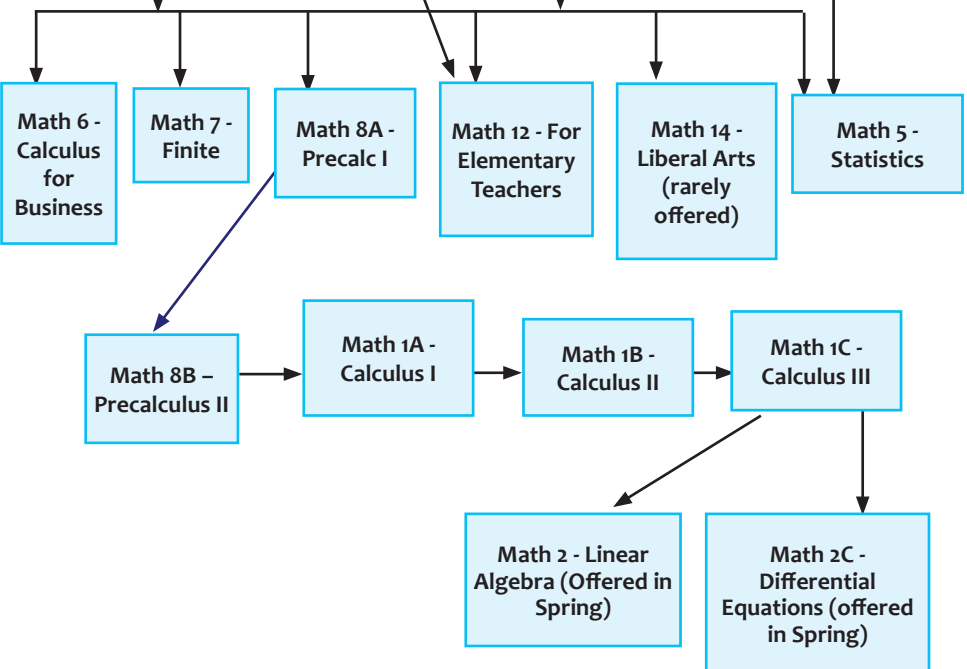 Math 6 -
Calculus
for
Business
Math 7 -
Finite
Math 8A -
Precalc I
Math 12 - For
Elementary
Teachers
Math 14 -
Liberal Arts
(rarely
offered)
Math 5 -
Statistics
Math 8B –
Precalculus II
Math 1A -
Calculus I
Math 1B -
Calculus II
Math 1C -
Calculus III
Math 2 - Linear
Algebra (Offered in
Spring)
Math 2C -
Differential
Equations (offered
in Spring)